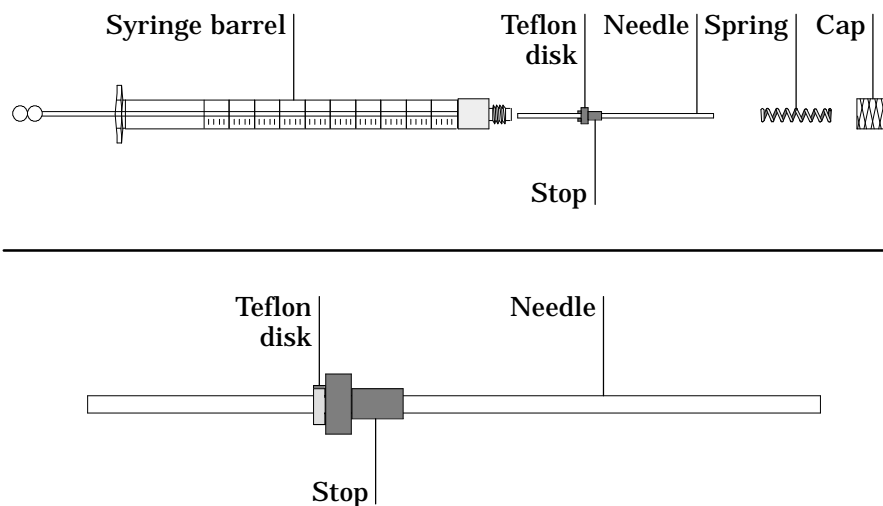 Syringe barrel
Teflon
disk
Needle
Spring
Cap
Stop
Teflon
disk
Needle
Stop